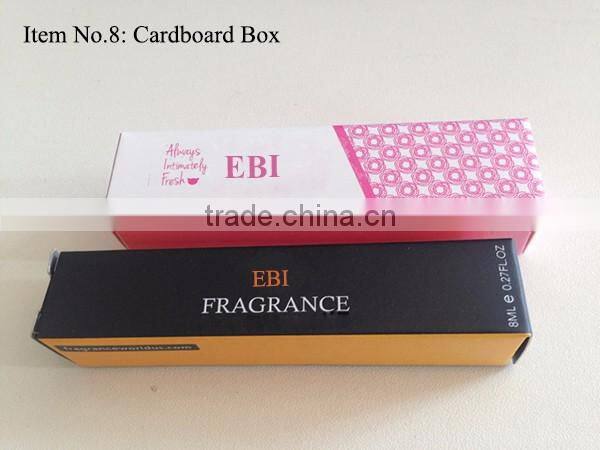 Item No.8: Cardboard Box
Always
Intimately
Fresh
EBI
trade.china.cn
EBI
FRAGRANCE
8ML e 0.27FL.OZ
fragranceworldus.com